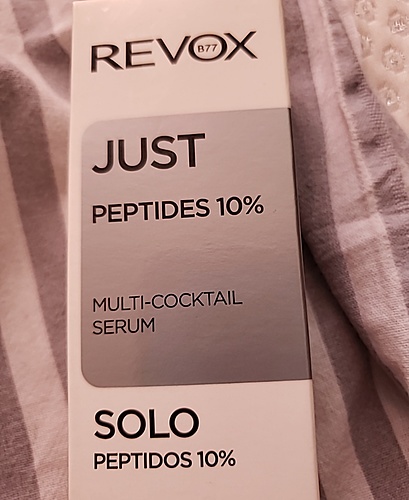 REVOX B77
JUST
PEPTIDES 10%
MULTI-COCKTAIL
SERUM
SOLO
PEPTIDOS 10%